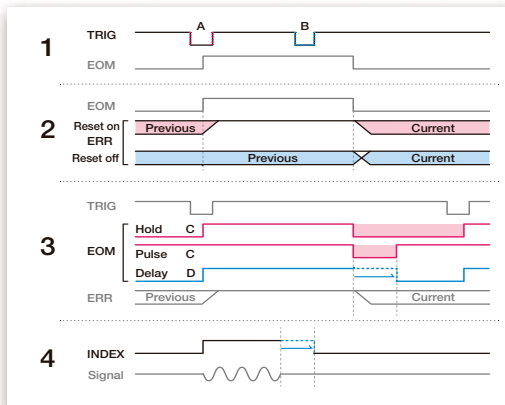 A B
1 TRIG
EOM
EOM
2 Reset on Previous Current
ERR
Reset off Previous Current
TRIG
Hold C
3 EOM Pulse C
Delay D
ERR Previous Current
4 INDEX
Signal